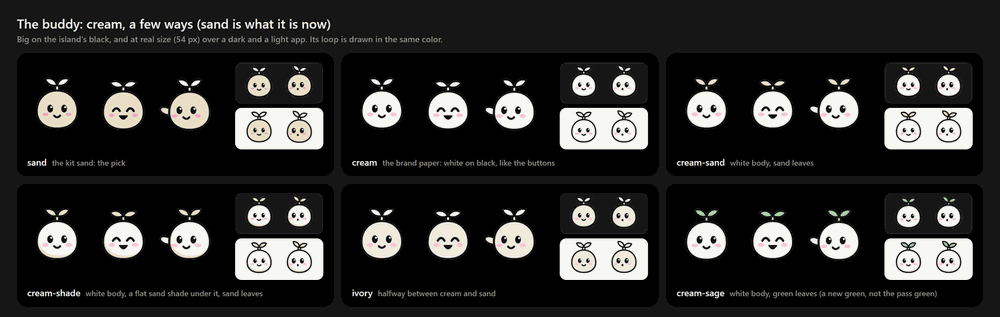 The buddy: cream, a few ways (sand is what it is now)
Big on the island's black, and at real size (54 px) over a dark and a light app. Its loop is drawn in the same color.
sand the kit sand: the pick
cream the brand paper: white on black, like the buttons
cream-sand white body, sand leaves
cream-shade white body, a flat sand shade under it, sand leaves
ivory halfway between cream and sand
cream-sage white body, green leaves (a new green, not the pass green)